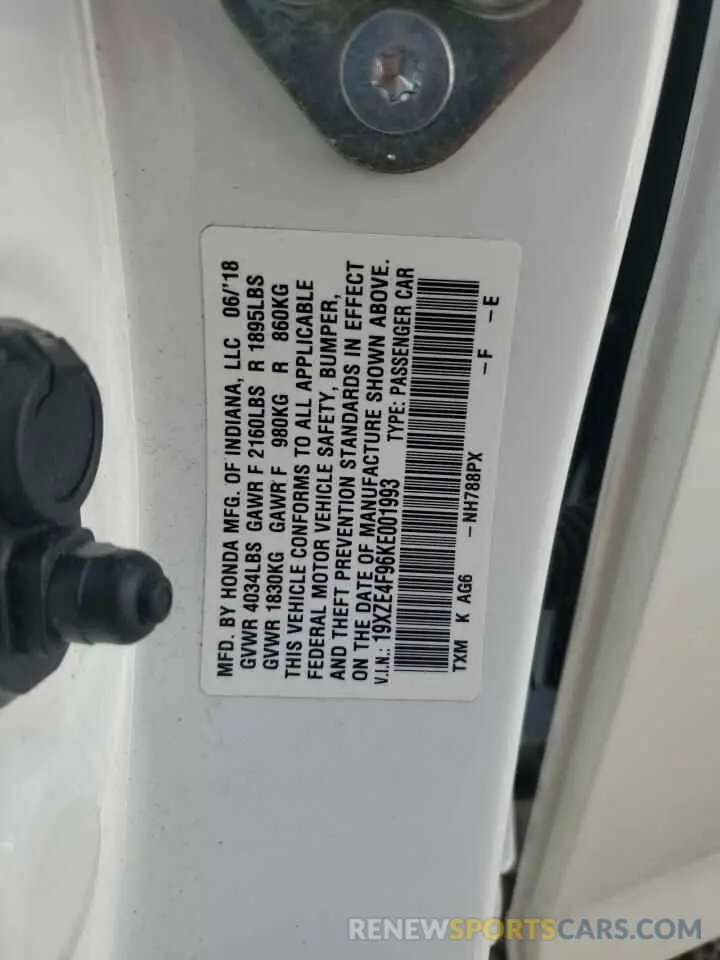 MFD. BY HONDA MFG. OF INDIANA, LLC 06/'18
GVWR 4034LBS GAWR F 2160LBS R 1895LBS
GVWR 1830KG GAWR F 980KG R 860KG
THIS VEHICLE CONFORMS TO ALL APPLICABLE
FEDERAL MOTOR VEHICLE SAFETY, BUMPER,
AND THEFT PREVENTION STANDARDS IN EFFECT
ON THE DATE OF MANUFACTURE SHOWN ABOVE.
V.I.N.: 19XZE4F96KE001993 TYPE: PASSENGER CAR
TXM K AG6 -NH788PX -F -E
RENEWSPORTSCARS.COM